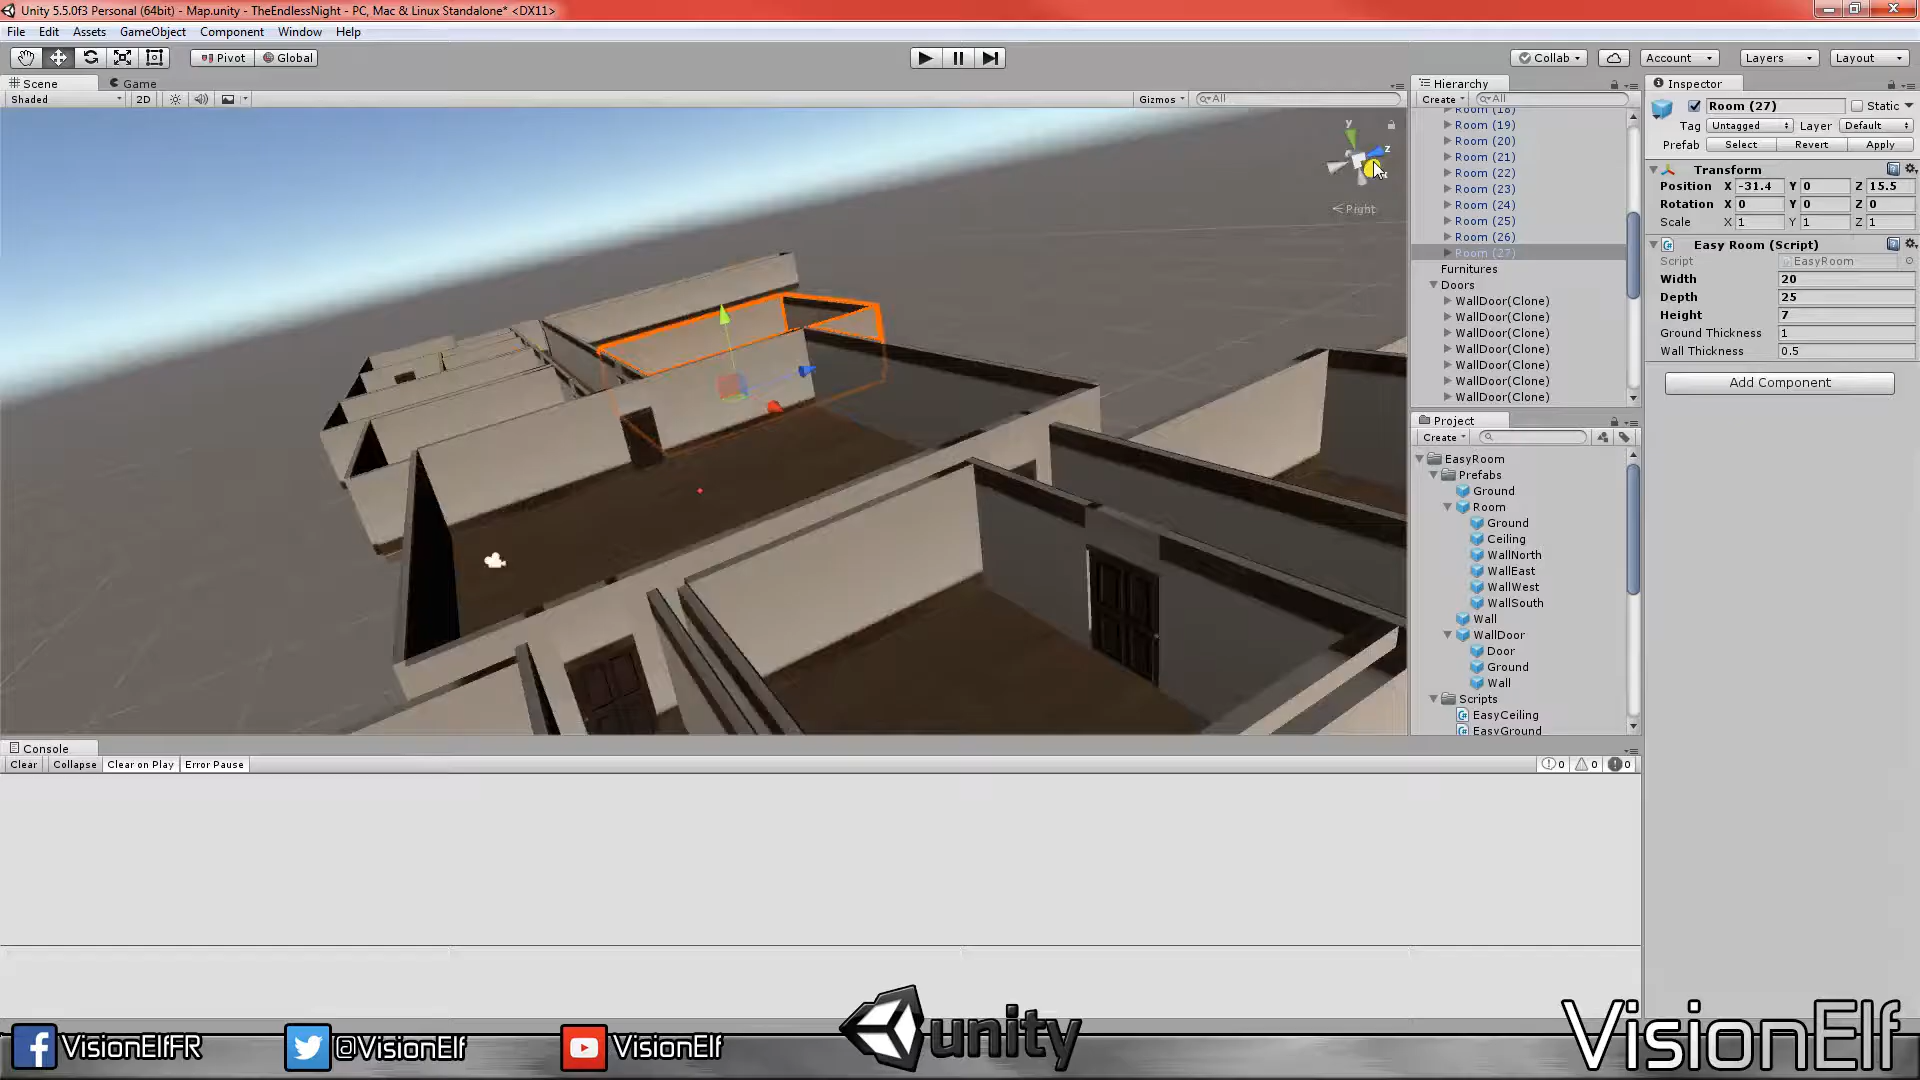 Unity 5.5.0f3 Personal (64bit) - Map.unity - TheEndlessNight - PC, Mac & Linux Standalone* <DX11>
File Edit Assets GameObject Component Window Help
Pivot Global Collab Account Layers Layout
Scene Game
Shaded 2D Gizmos All
y
z
Right
Hierarchy
Create All
Room (18)
Room (19)
Room (20)
Room (21)
Room (22)
Room (23)
Room (24)
Room (25)
Room (26)
Room (27)
Furnitures
Doors
WallDoor(Clone)
WallDoor(Clone)
WallDoor(Clone)
WallDoor(Clone)
WallDoor(Clone)
WallDoor(Clone)
WallDoor(Clone)
Project
Create
EasyRoom
Prefabs
Ground
Room
Ground
Ceiling
WallNorth
WallEast
WallWest
WallSouth
Wall
WallDoor
Door
Ground
Wall
Scripts
EasyCeiling
EasyGround
Inspector
Room (27) Static
Tag Untagged Layer Default
Prefab Select Revert Apply
Transform
Position X -31.4 Y 0 Z 15.5
Rotation X 0 Y 0 Z 0
Scale X 1 Y 1 Z 1
Easy Room (Script)
Script EasyRoom
Width 20
Depth 25
Height 7
Ground Thickness 1
Wall Thickness 0.5
Add Component
Console
Clear Collapse Clear on Play Error Pause 0 0 0
VisionElfFR @VisionElf VisionElf unity VisionElf